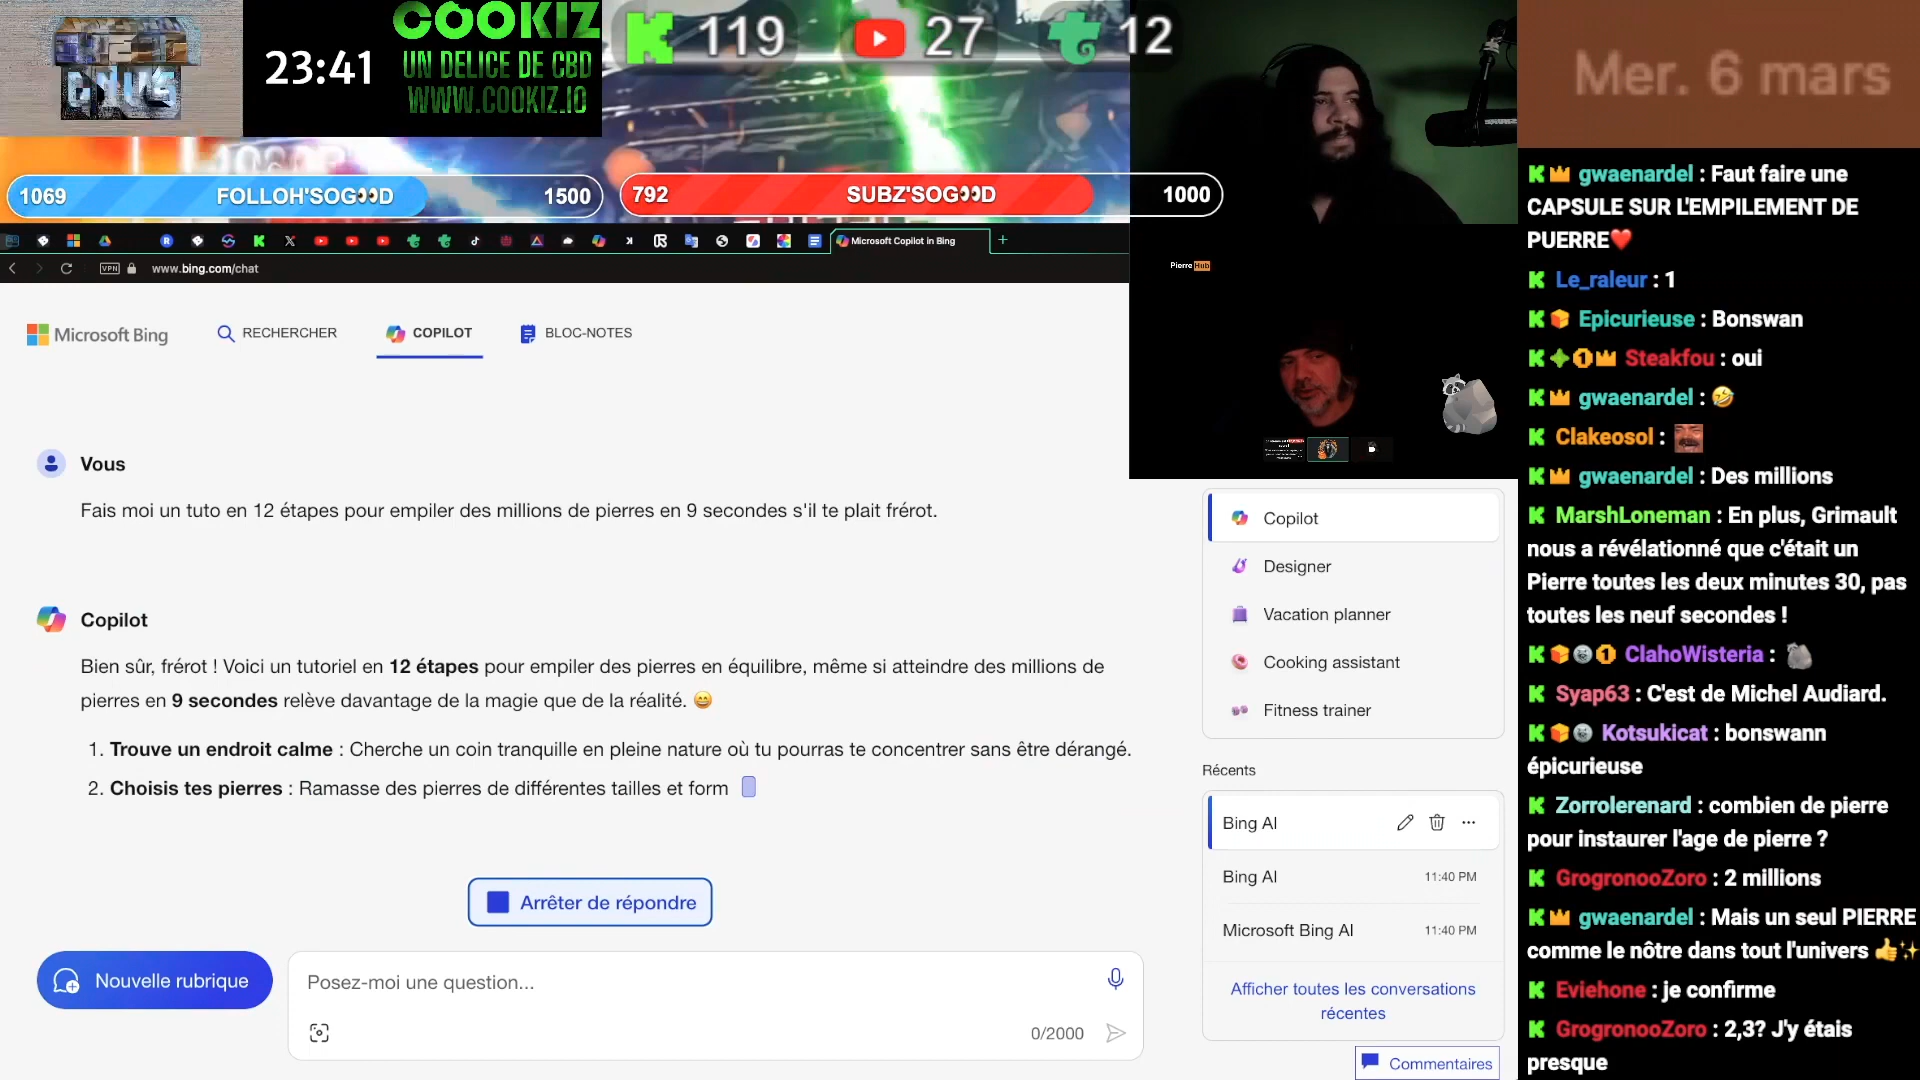 23:41
COOKIZ
UN DELICE DE CBD
WWW.COOKIZ.IO
119
27
12
Mer. 6 mars
1069 FOLLOH'SOG👀D 1500
792 SUBZ'SOG👀D 1000
Microsoft Copilot in Bing
VPN www.bing.com/chat
Pierre Hub
Microsoft Bing
RECHERCHER
COPILOT
BLOC-NOTES
Vous
Fais moi un tuto en 12 étapes pour empiler des millions de pierres en 9 secondes s'il te plait frérot.
Copilot
Bien sûr, frérot ! Voici un tutoriel en 12 étapes pour empiler des pierres en équilibre, même si atteindre des millions de
pierres en 9 secondes relève davantage de la magie que de la réalité. 😄
1. Trouve un endroit calme : Cherche un coin tranquille en pleine nature où tu pourras te concentrer sans être dérangé.
2. Choisis tes pierres : Ramasse des pierres de différentes tailles et form
Arrêter de répondre
Nouvelle rubrique
Posez-moi une question...
0/2000
Copilot
Designer
Vacation planner
Cooking assistant
Fitness trainer
Récents
Bing AI
Bing AI 11:40 PM
Microsoft Bing AI 11:40 PM
Afficher toutes les conversations
récentes
Commentaires
gwaenardel : Faut faire une
CAPSULE SUR L'EMPILEMENT DE
PUERRE❤️
Le_raleur : 1
Epicurieuse : Bonswan
Steakfou : oui
gwaenardel : 🤣
Clakeosol :
gwaenardel : Des millions
MarshLoneman : En plus, Grimault
nous a révélationné que c'était un
Pierre toutes les deux minutes 30, pas
toutes les neuf secondes !
ClahoWisteria :
Syap63 : C'est de Michel Audiard.
Kotsukicat : bonswann
épicurieuse
Zorrolerenard : combien de pierre
pour instaurer l'age de pierre ?
GrogronooZoro : 2 millions
gwaenardel : Mais un seul PIERRE
comme le nôtre dans tout l'univers 👍✨
Eviehone : je confirme
GrogronooZoro : 2,3? J'y étais
presque